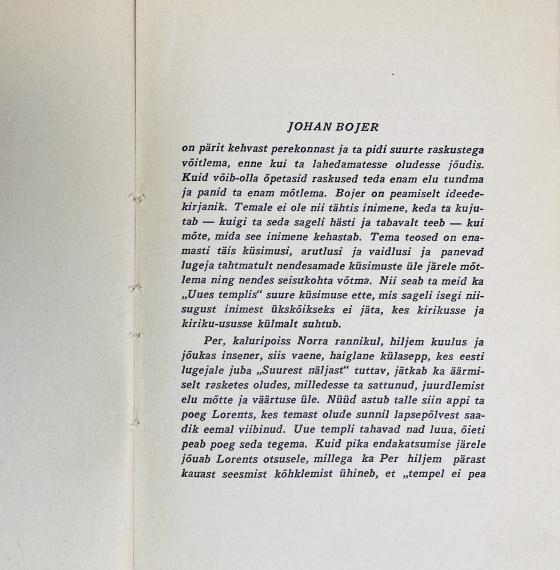 JOHAN BOJER
on pärit kehvast perekonnast ja ta pidi suurte raskustega
võitlema, enne kui ta lahedamatesse oludesse jõudis.
Kuid võib-olla õpetasid raskused teda enam elu tundma
ja panid ta enam mõtlema. Bojer on peamiselt ideede-
kirjanik. Temale ei ole nii tähtis inimene, keda ta kuju-
tab — kuigi ta seda sageli hästi ja tabavalt teeb — kui
mõte, mida see inimene kehastab. Tema teosed on ena-
masti täis küsimusi, arutlusi ja vaidlusi ja panevad
lugeja tahtmatult nendesamade küsimuste üle järele mõt-
lema ning nendes seisukohta võtma. Nii seab ta meid ka
„Uues templis“ suure küsimuse ette, mis sageli isegi nii-
sugust inimest ükskõikseks ei jäta, kes kirikusse ja
kiriku-ususse külmalt suhtub.
Per, kaluripoiss Norra rannikul, hiljem kuulus ja
jõukas insener, siis vaene, haiglane külasepp, kes eesti
lugejale juba „Suurest näljast“ tuttav, jätkab ka äärmi-
selt rasketes oludes, milledesse ta sattunud, juurdlemist
elu mõtte ja väärtuse üle. Nüüd astub talle siin appi ta
poeg Lorents, kes temast olude sunnil lapsepõlvest saa-
dik eemal viibinud. Uue templi tahavad nad luua, õieti
peab poeg seda tegema. Kuid pika endakatsumise järele
jõuab Lorents otsusele, millega ka Per hiljem pärast
kauast seesmist kõhklemist ühineb, et „tempel ei pea